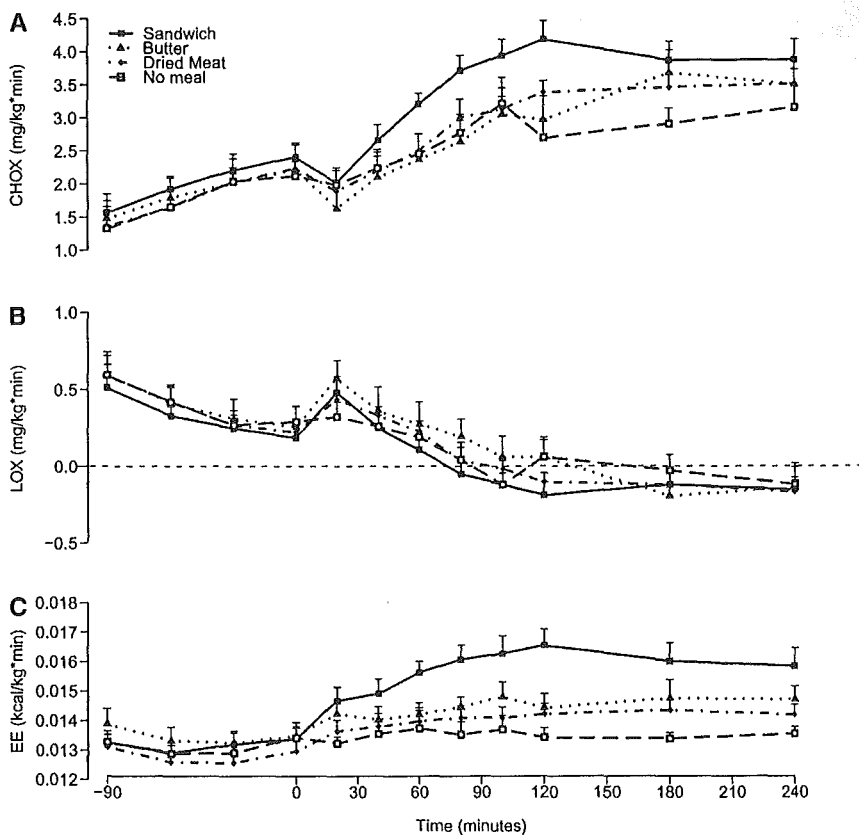 A
CHOX (mg/kg*min)
4.5
4.0
3.5
3.0
2.5
2.0
1.5
1.0
Sandwich
Butter
Dried Meat
No meal
B
LOX (mg/kg*min)
1.0
0.5
0.0
−0.5
C
EE (kcal/kg*min)
0.018
0.017
0.016
0.015
0.014
0.013
0.012
−90 0 30 60 90 120 150 180 210 240
Time (minutes)